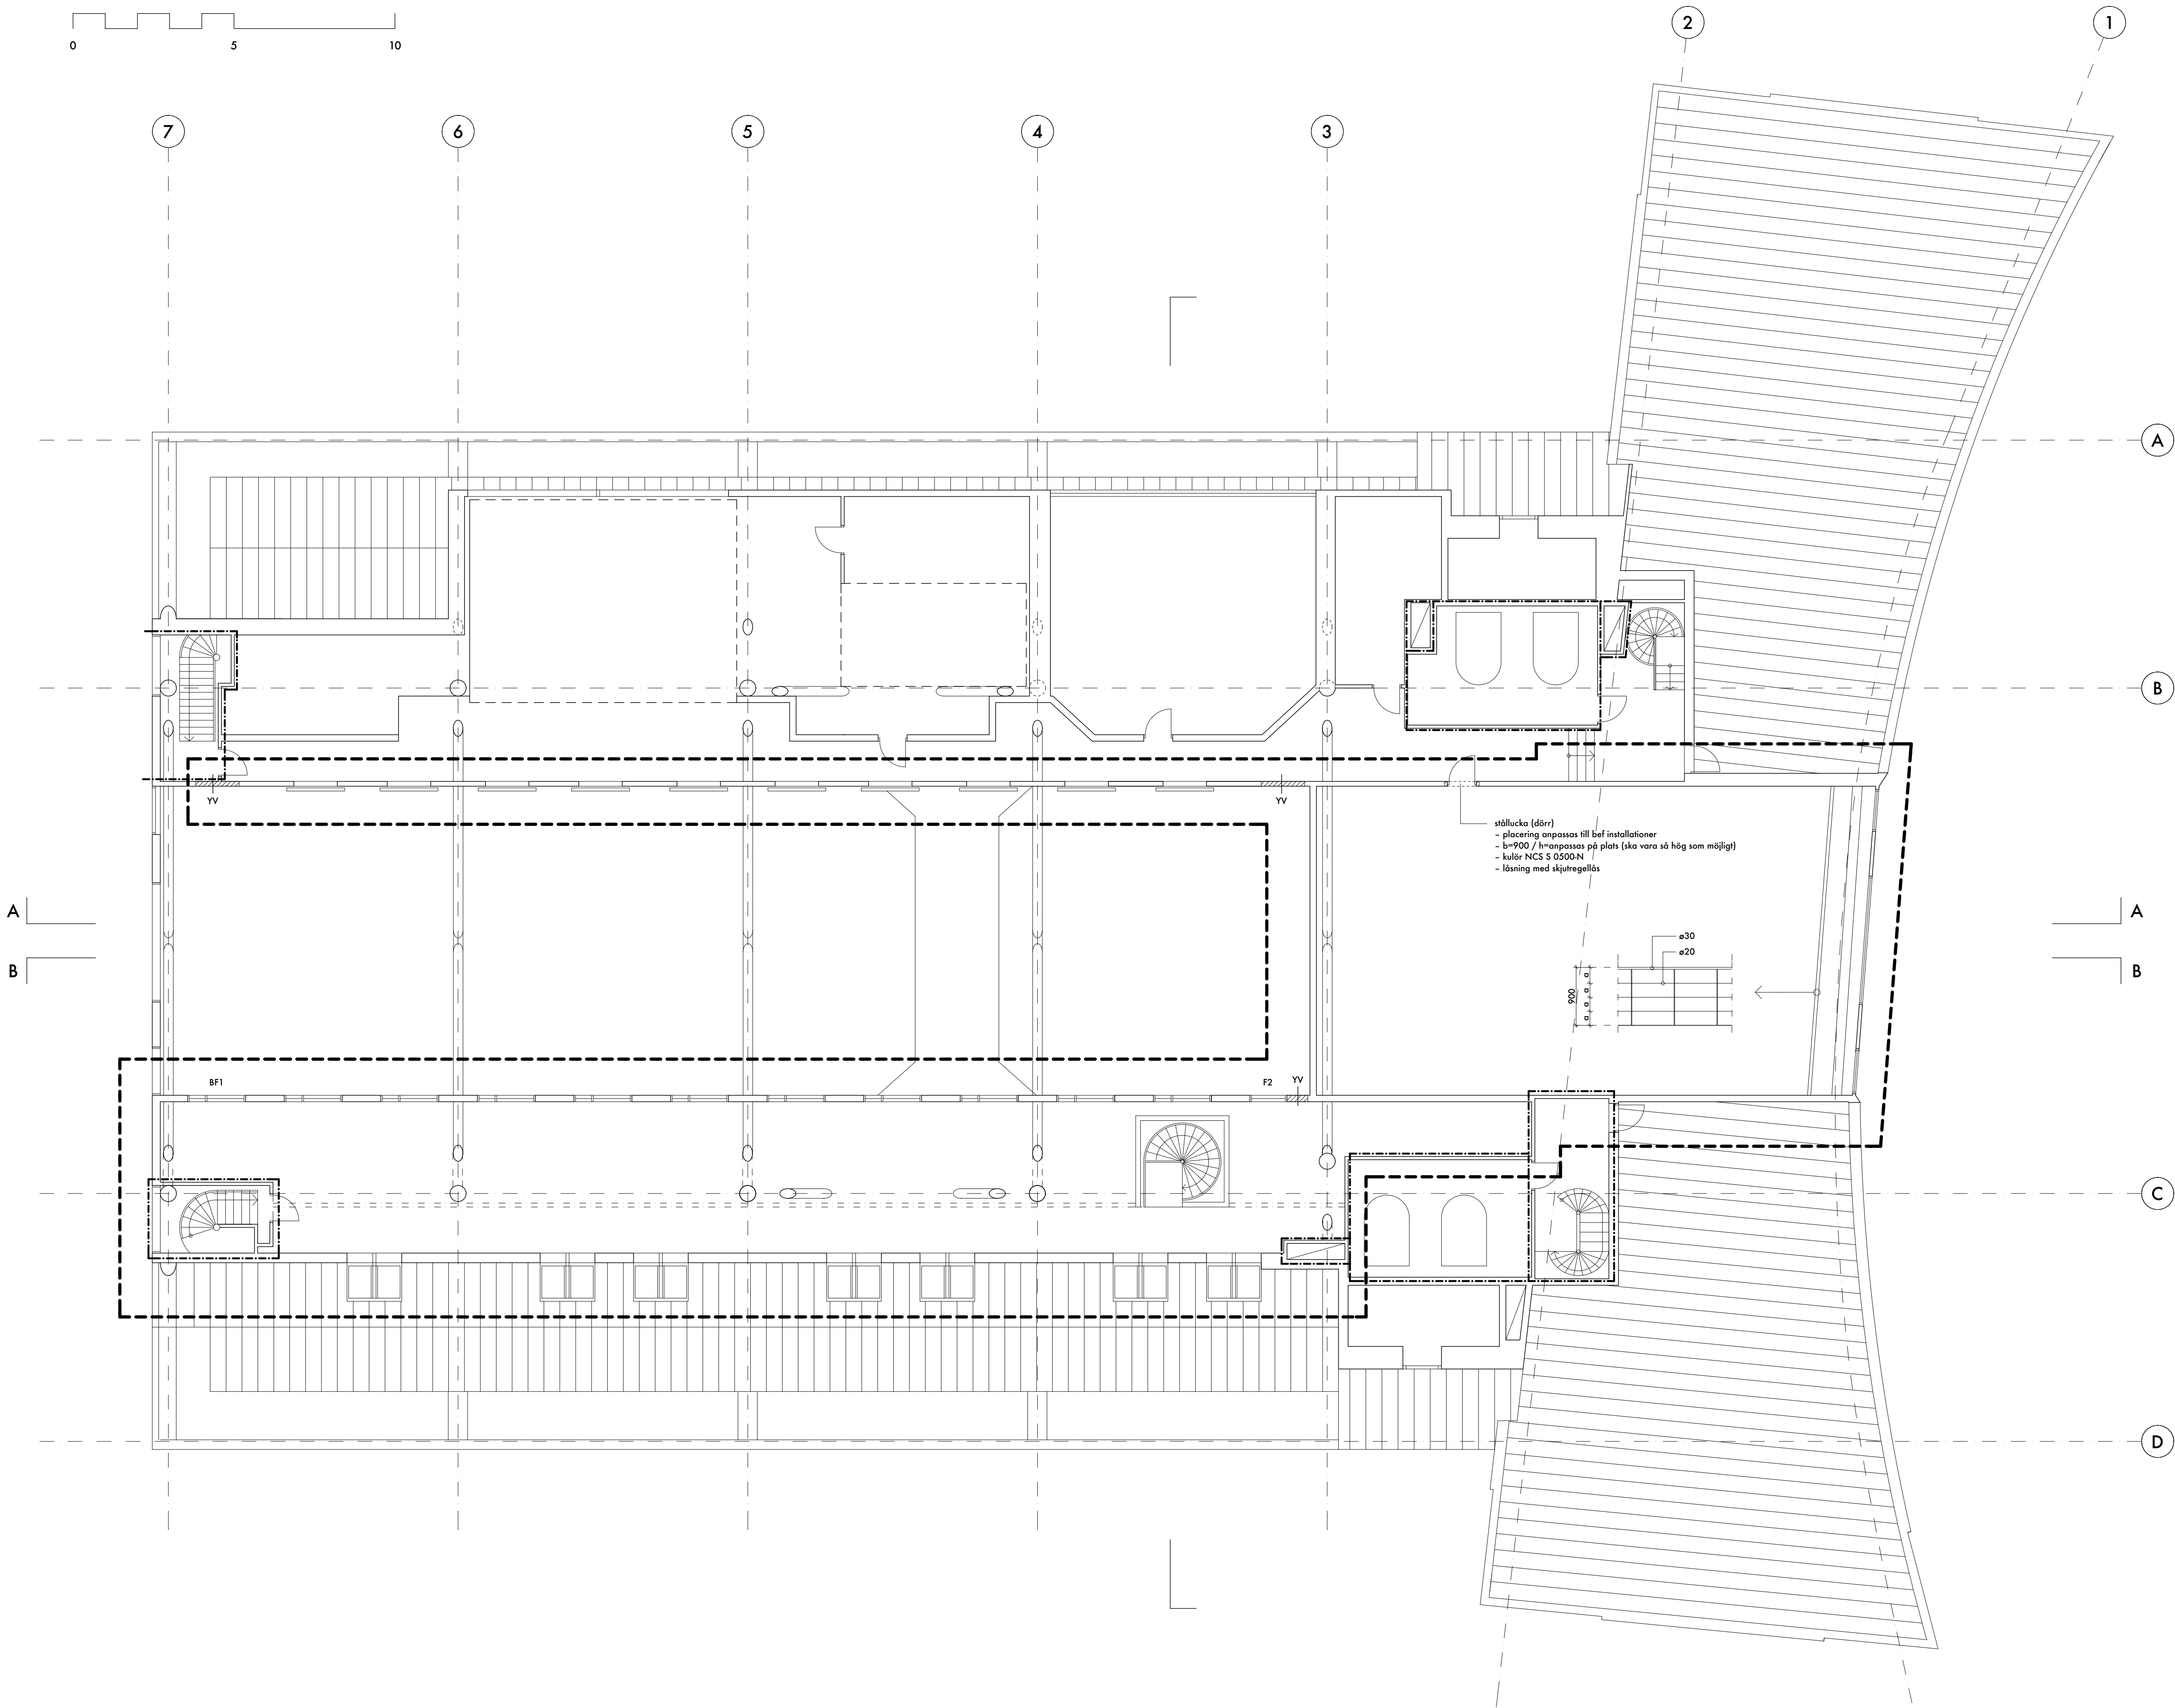 0 5 10
2 1
7 6 5 4 3
A
B
YV YV
stållucka (dörr)
– placering anpassas till bef installationer
– b=900 / h=anpassas på plats (ska vara så hög som möjligt)
– kulör NCS S 0500-N
– låsning med skjutregellås
A A
ø30
ø20
B B
900
a
a
a
a
BF1 F2 YV
C
D